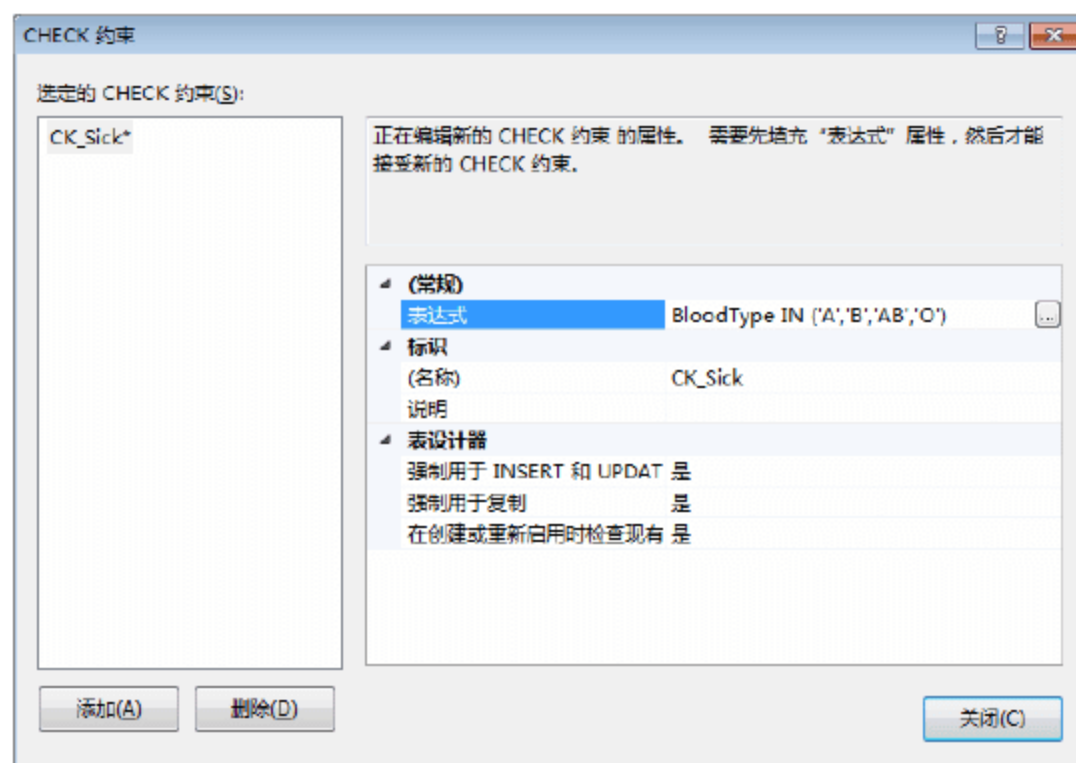 CHECK 约束
选定的 CHECK 约束(S):
CK_Sick*
正在编辑新的 CHECK 约束 的属性。 需要先填充 "表达式" 属性，然后才能
接受新的 CHECK 约束。
(常规)
表达式 BloodType IN ('A','B','AB','O') ...
标识
(名称) CK_Sick
说明
表设计器
强制用于 INSERT 和 UPDAT 是
强制用于复制 是
在创建或重新启用时检查现有 是
添加(A) 删除(D) 关闭(C)